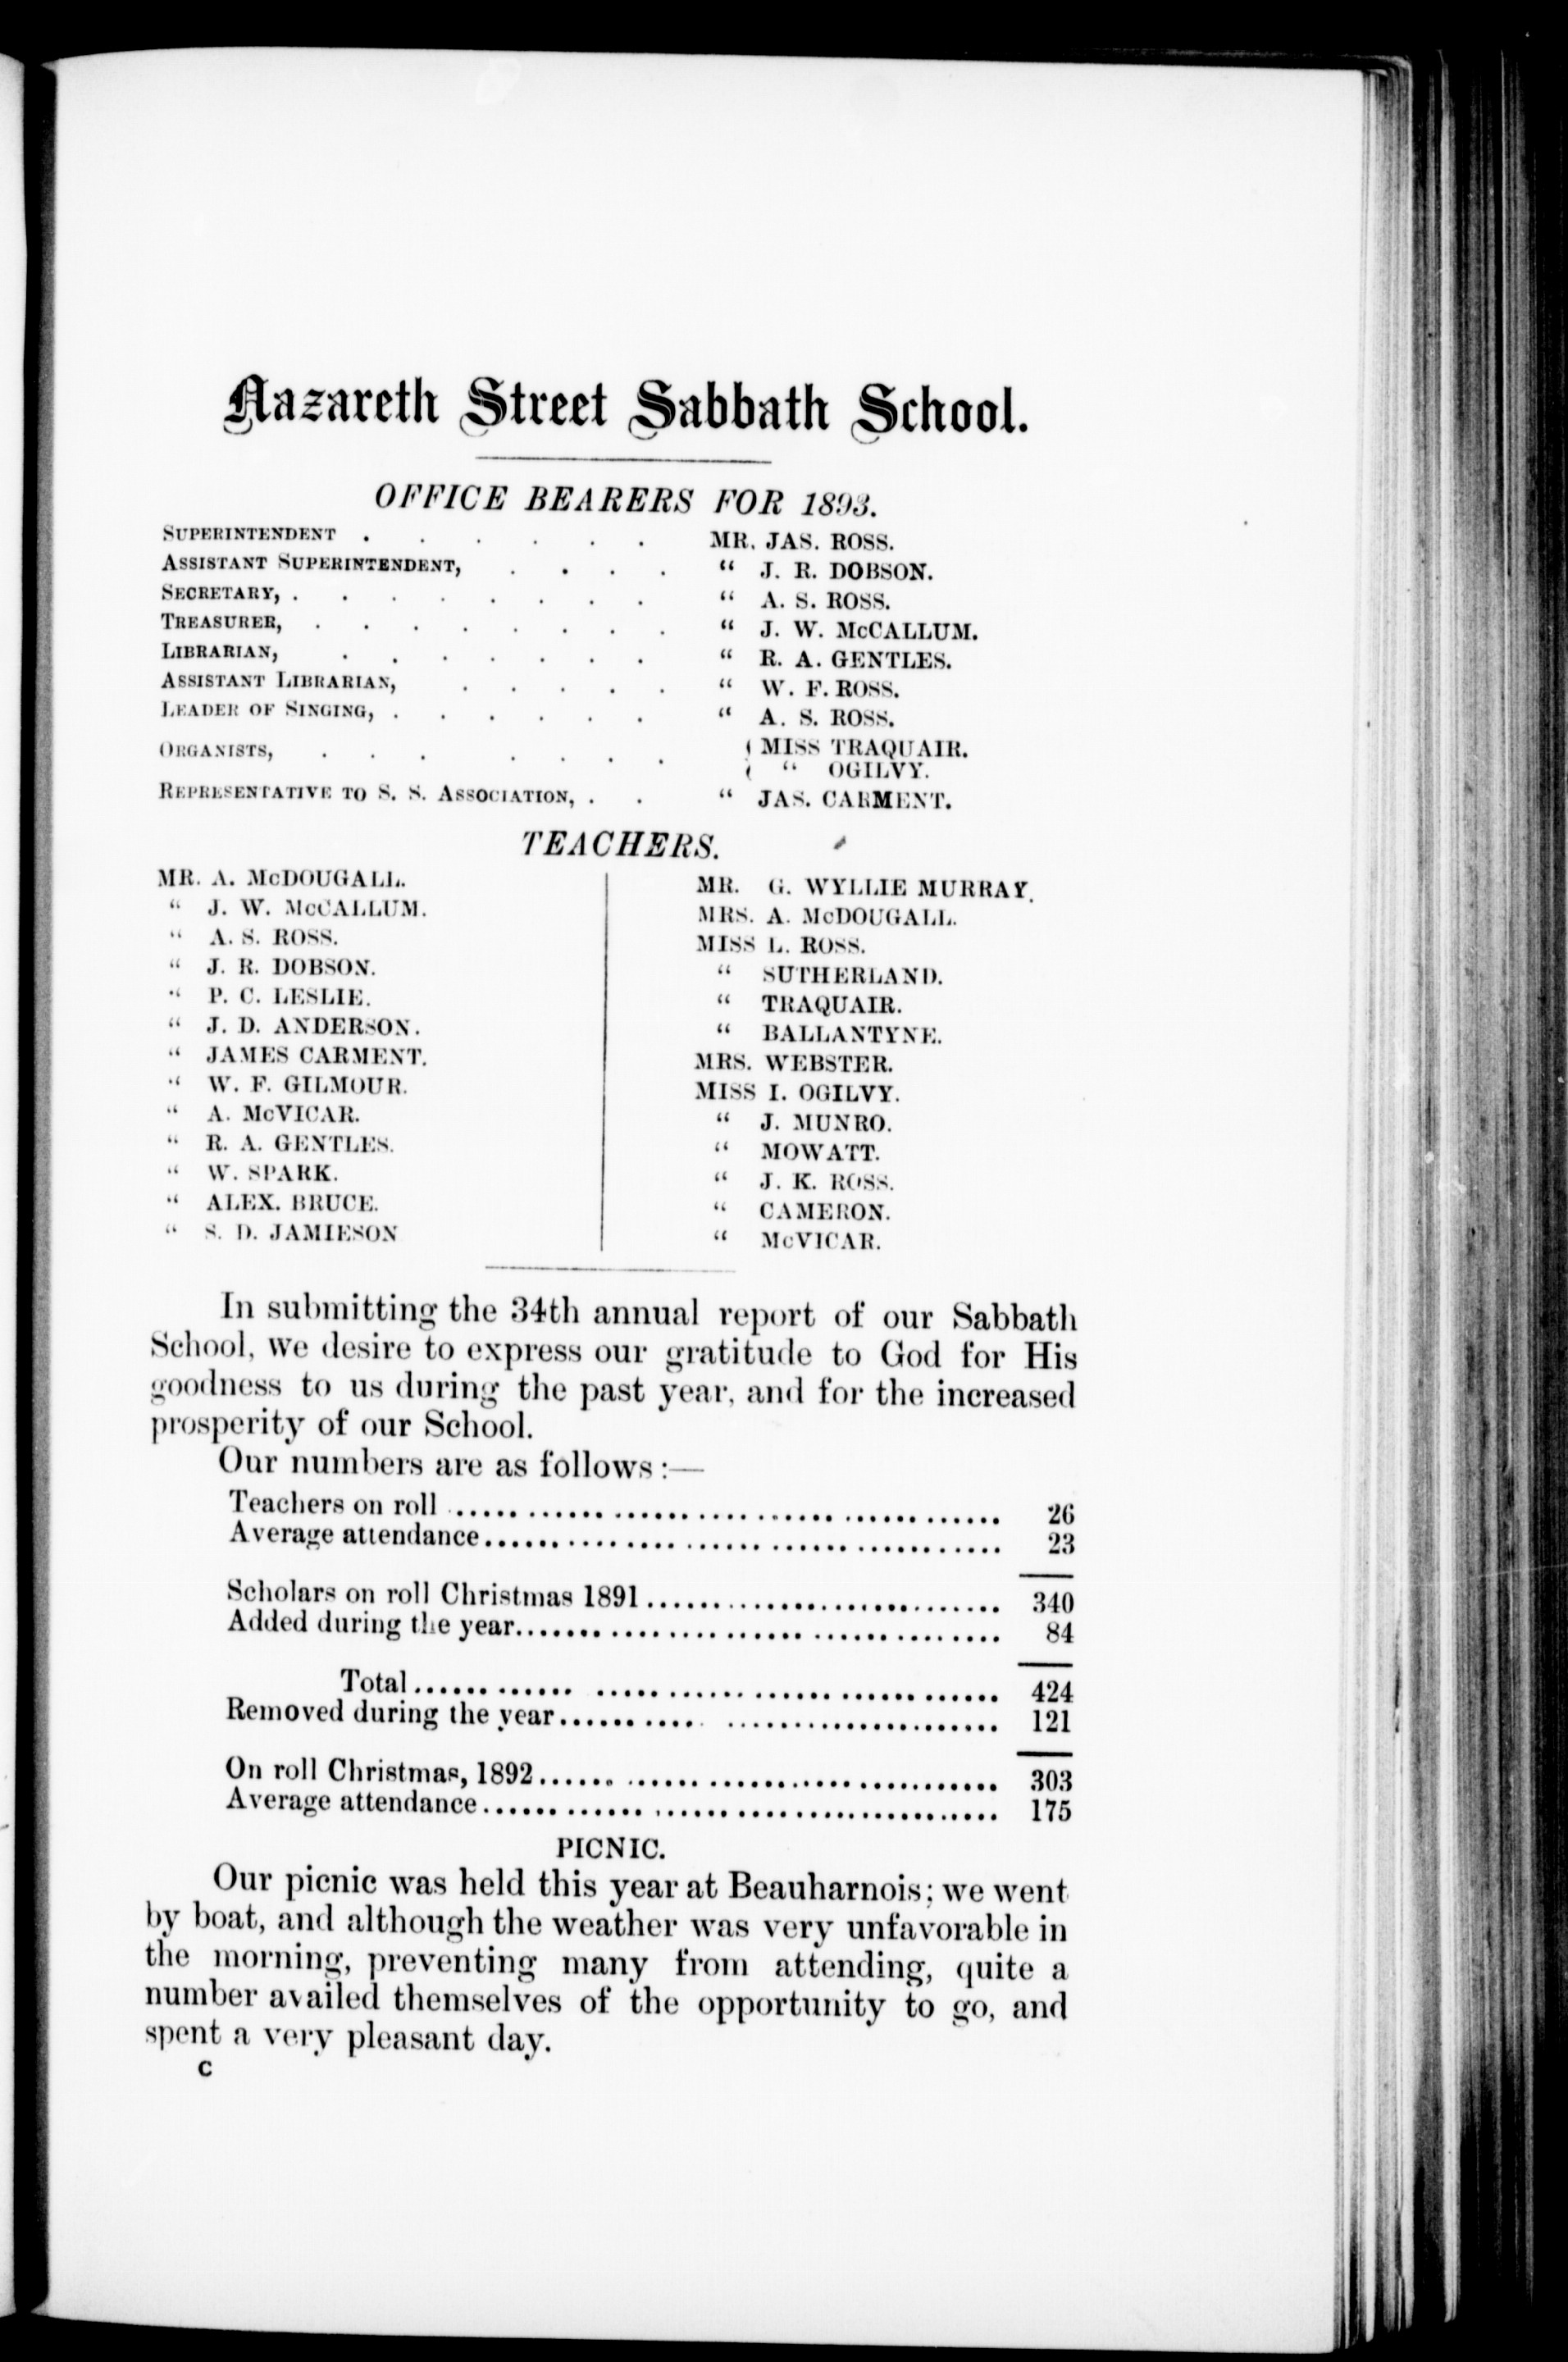 Nazareth Street Sabbath School.
OFFICE BEARERS FOR 1893.
SUPERINTENDENT . . . . . . MR. JAS. ROSS.
ASSISTANT SUPERINTENDENT, . . . . “ J. R. DOBSON.
SECRETARY, . . . . . . . . “ A. S. ROSS.
TREASURER, . . . . . . . . “ J. W. McCALLUM.
LIBRARIAN, . . . . . . . “ R. A. GENTLES.
ASSISTANT LIBRARIAN, . . . . . “ W. F. ROSS.
LEADER OF SINGING, . . . . . . “ A. S. ROSS.
ORGANISTS, . . . . . . . { MISS TRAQUAIR.
{ “ OGILVY.
REPRESENTATIVE TO S. S. ASSOCIATION, . . “ JAS. CARMENT.
TEACHERS.
MR. A. McDOUGALL.
“ J. W. McCALLUM.
“ A. S. ROSS.
“ J. R. DOBSON.
“ P. C. LESLIE.
“ J. D. ANDERSON.
“ JAMES CARMENT.
“ W. F. GILMOUR.
“ A. McVICAR.
“ R. A. GENTLES.
“ W. SPARK.
“ ALEX. BRUCE.
“ S. D. JAMIESON
MR. G. WYLLIE MURRAY.
MRS. A. McDOUGALL.
MISS L. ROSS.
“ SUTHERLAND.
“ TRAQUAIR.
“ BALLANTYNE.
MRS. WEBSTER.
MISS I. OGILVY.
“ J. MUNRO.
“ MOWATT.
“ J. K. ROSS.
“ CAMERON.
“ McVICAR.
In submitting the 34th annual report of our Sabbath
School, we desire to express our gratitude to God for His
goodness to us during the past year, and for the increased
prosperity of our School.
Our numbers are as follows :—
Teachers on roll ........................................ 26
Average attendance........................................ 23
Scholars on roll Christmas 1891............................ 340
Added during the year........................................ 84
Total........................................ 424
Removed during the year.............................. 121
On roll Christmas, 1892.................................. 303
Average attendance........................................ 175
PICNIC.
Our picnic was held this year at Beauharnois; we went
by boat, and although the weather was very unfavorable in
the morning, preventing many from attending, quite a
number availed themselves of the opportunity to go, and
spent a very pleasant day.
C